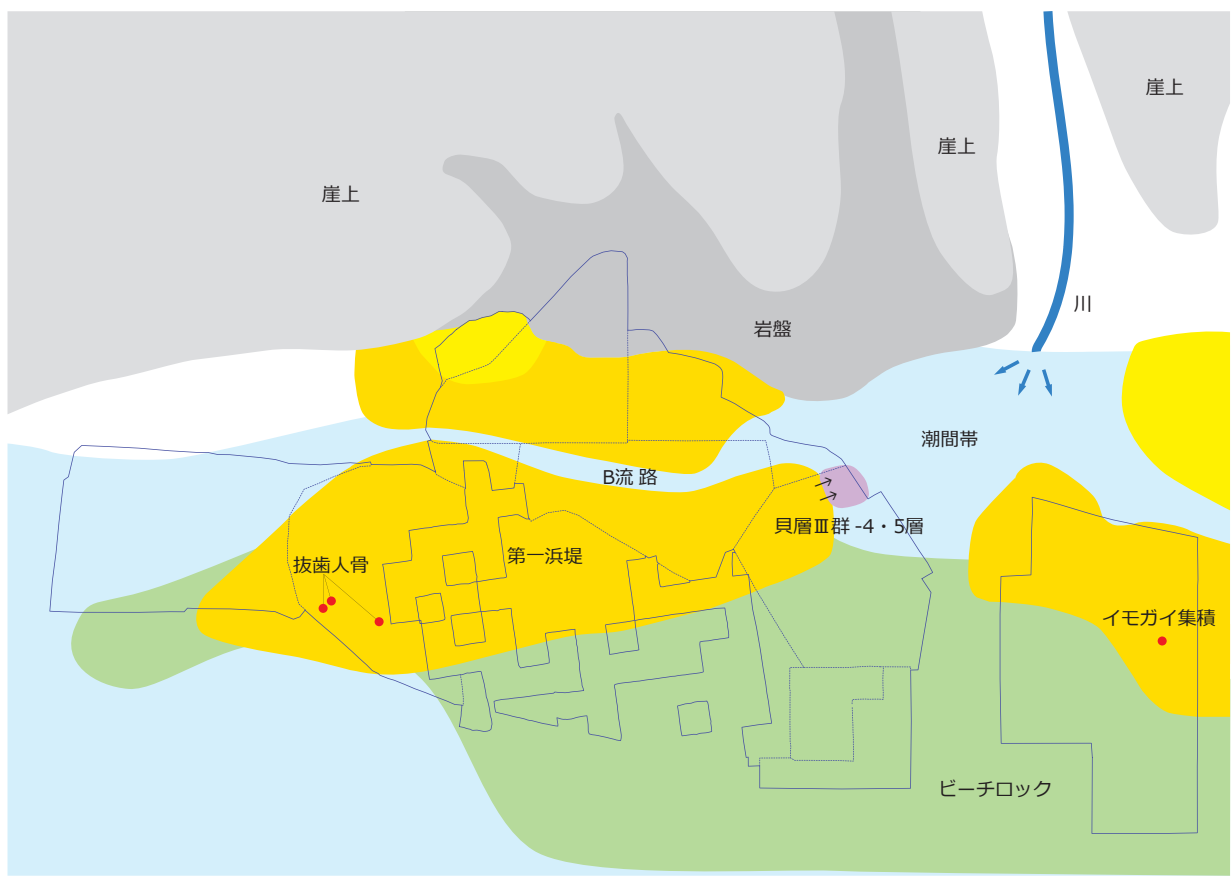 崖上
崖上
崖上
川
岩盤
潮間帯
B流 路
貝層Ⅲ群 -4・5層
第一浜堤
抜歯人骨
イモガイ集積
ビーチロック